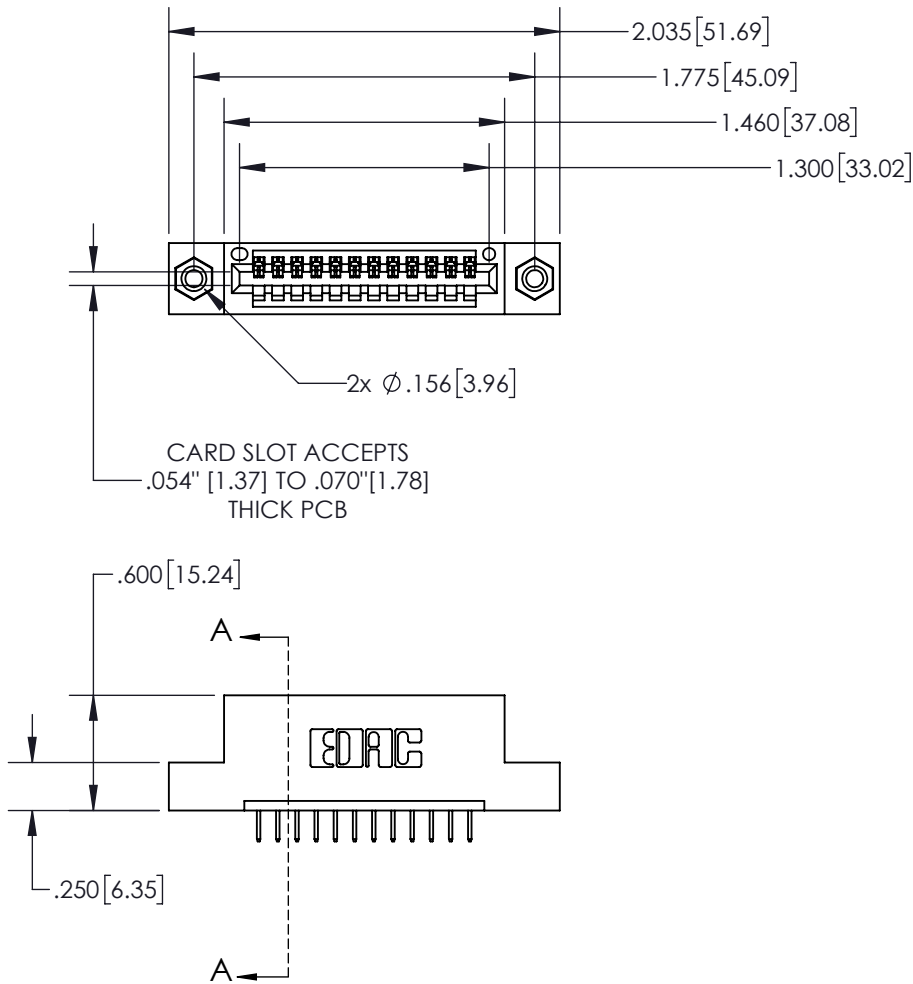 2.035[51.69]
1.775[45.09]
1.460[37.08]
1.300[33.02]
2x Ø.156[3.96]
CARD SLOT ACCEPTS
.054" [1.37] TO .070"[1.78]
THICK PCB
.600[15.24]
A
EDAC
.250[6.35]
A